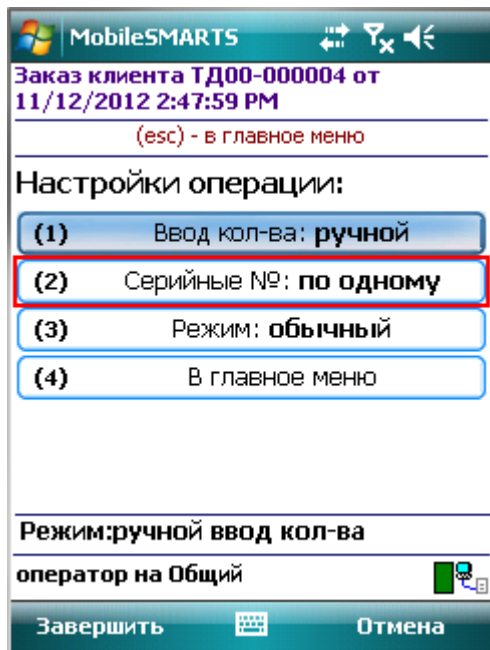 MobileSMARTS
Заказ клиента ТД00-000004 от
11/12/2012 2:47:59 PM
(esc) - в главное меню
Настройки операции:
(1) Ввод кол-ва: ручной
(2) Серийные №: по одному
(3) Режим: обычный
(4) В главное меню
Режим:ручной ввод кол-ва
оператор на Общий
Завершить Отмена